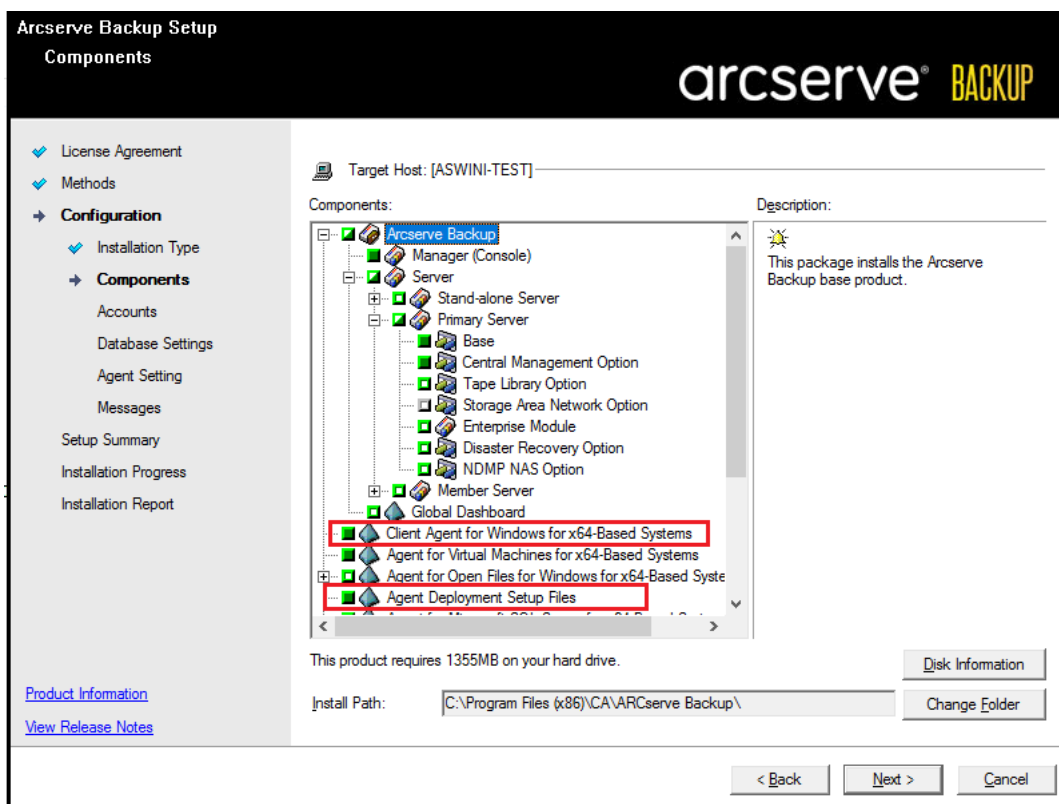 Arcserve Backup Setup
Components
arcserve® BACKUP
License Agreement
Methods
Configuration
Installation Type
Components
Accounts
Database Settings
Agent Setting
Messages
Setup Summary
Installation Progress
Installation Report
Product Information
View Release Notes
Target Host: [ASWINI-TEST]
Components:
Arcserve Backup
Manager (Console)
Server
Stand-alone Server
Primary Server
Base
Central Management Option
Tape Library Option
Storage Area Network Option
Enterprise Module
Disaster Recovery Option
NDMP NAS Option
Member Server
Global Dashboard
Client Agent for Windows for x64-Based Systems
Agent for Virtual Machines for x64-Based Systems
Agent for Open Files for Windows for x64-Based Syste
Agent Deployment Setup Files
Description:
This package installs the Arcserve
Backup base product.
This product requires 1355MB on your hard drive.
Disk Information
Install Path:
C:\Program Files (x86)\CA\ARCserve Backup\
Change Folder
< Back
Next >
Cancel